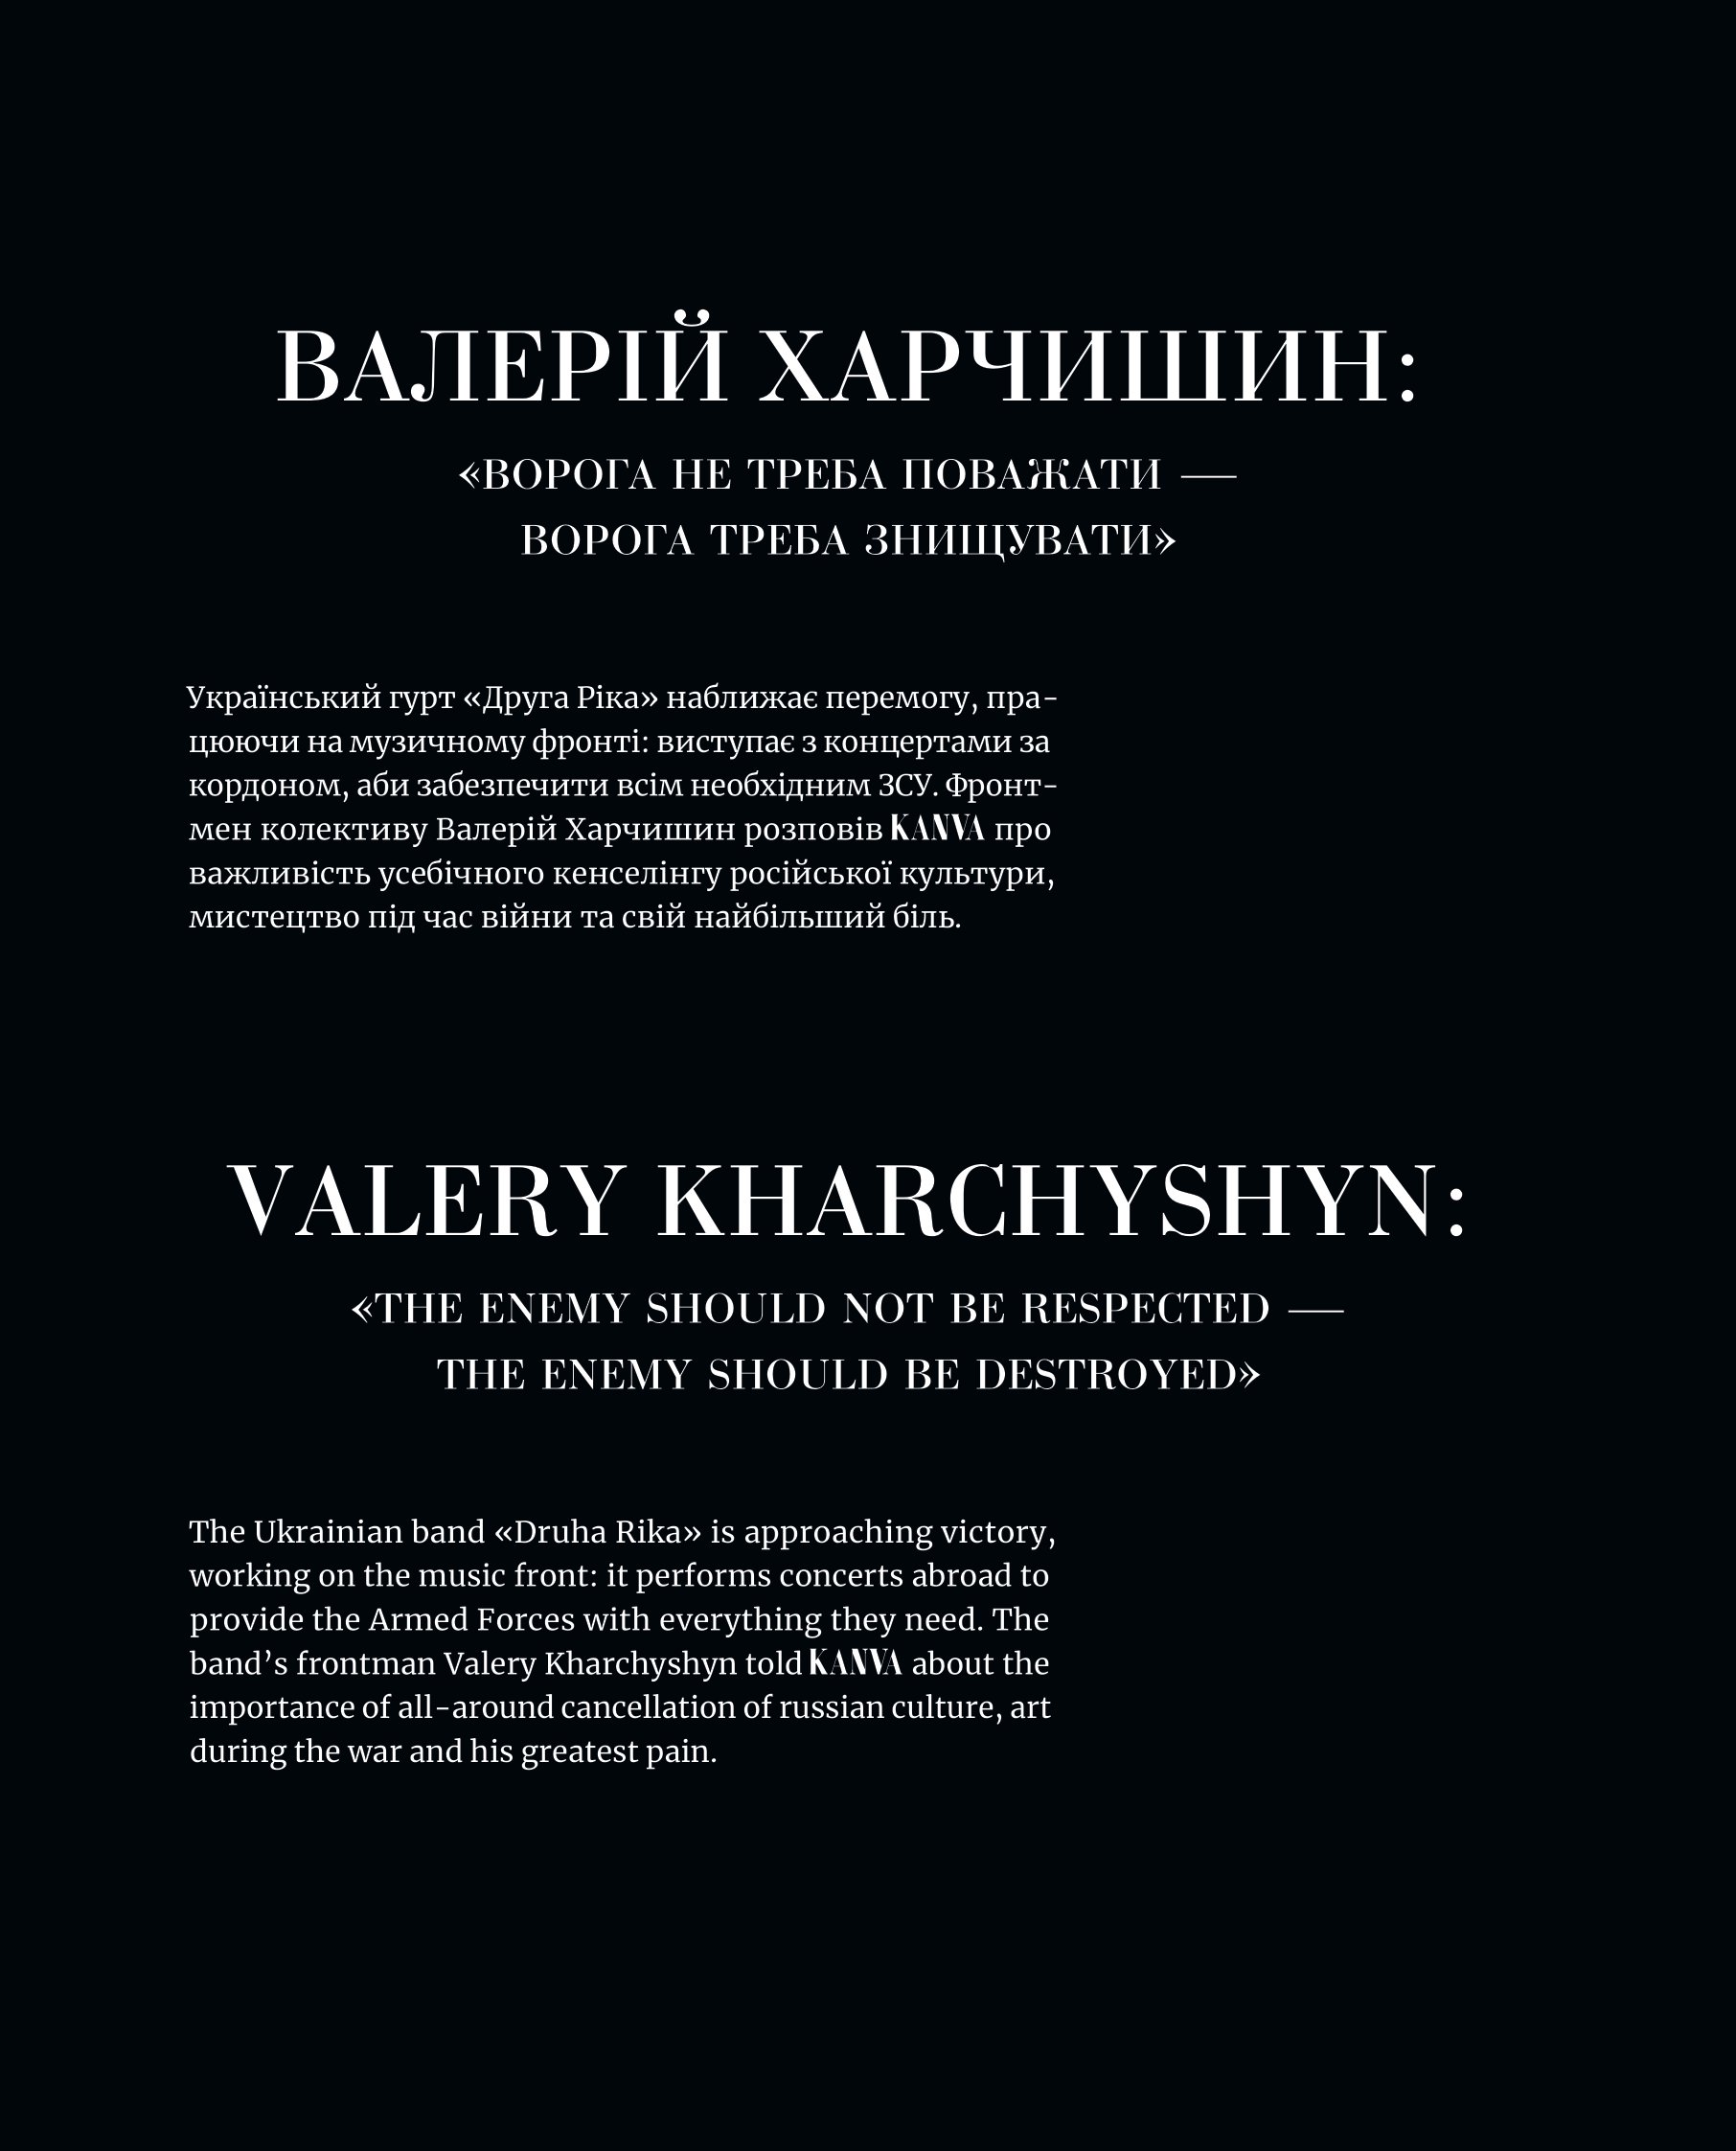 ВАЛЕРІЙ ХАРЧИШИН:
«ВОРОГА НЕ ТРЕБА ПОВАЖАТИ —
ВОРОГА ТРЕБА ЗНИЩУВАТИ»
Український гурт «Друга Ріка» наближає перемогу, пра-
цюючи на музичному фронті: виступає з концертами за
кордоном, аби забезпечити всім необхідним ЗСУ. Фронт-
мен колективу Валерій Харчишин розповів KANVA про
важливість усебічного кенселінгу російської культури,
мистецтво під час війни та свій найбільший біль.
VALERY KHARCHYSHYN:
«THE ENEMY SHOULD NOT BE RESPECTED —
THE ENEMY SHOULD BE DESTROYED»
The Ukrainian band «Druha Rika» is approaching victory,
working on the music front: it performs concerts abroad to
provide the Armed Forces with everything they need. The
band’s frontman Valery Kharchyshyn told KANVA about the
importance of all-around cancellation of russian culture, art
during the war and his greatest pain.